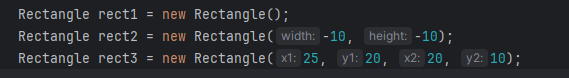 Rectangle rect1 = new Rectangle();
Rectangle rect2 = new Rectangle( width: -10, height: -10);
Rectangle rect3 = new Rectangle( x1: 25, y1: 20, x2: 20, y2: 10);